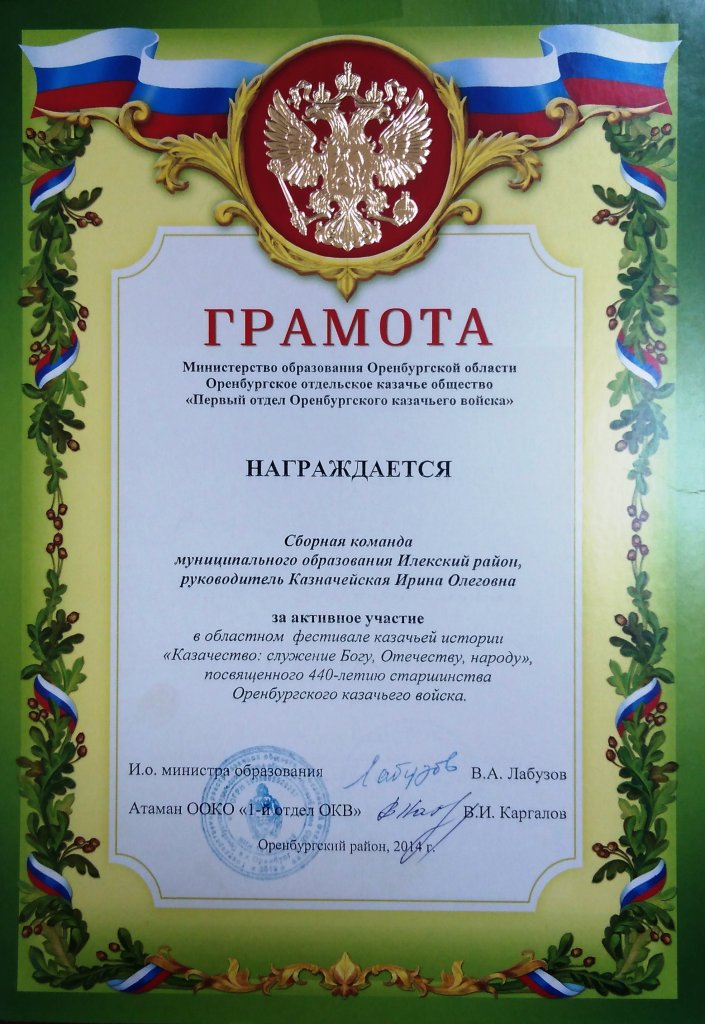 ГРАМОТА
Министерство образования Оренбургской области
Оренбургское отдельское казачье общество
«Первый отдел Оренбургского казачьего войска»
НАГРАЖДАЕТСЯ
Сборная команда
муниципального образования Илекский район,
руководитель Казначейская Ирина Олеговна
за активное участие
в областном фестивале казачьей истории
«Казачество: служение Богу, Отечеству, народу»,
посвященного 440-летию старшинства
Оренбургского казачьего войска.
И.о. министра образования Лабузов В.А. Лабузов
Атаман ООКО «1-й отдел ОКВ» В.И. Каргалов
Оренбургский район, 2014 г.